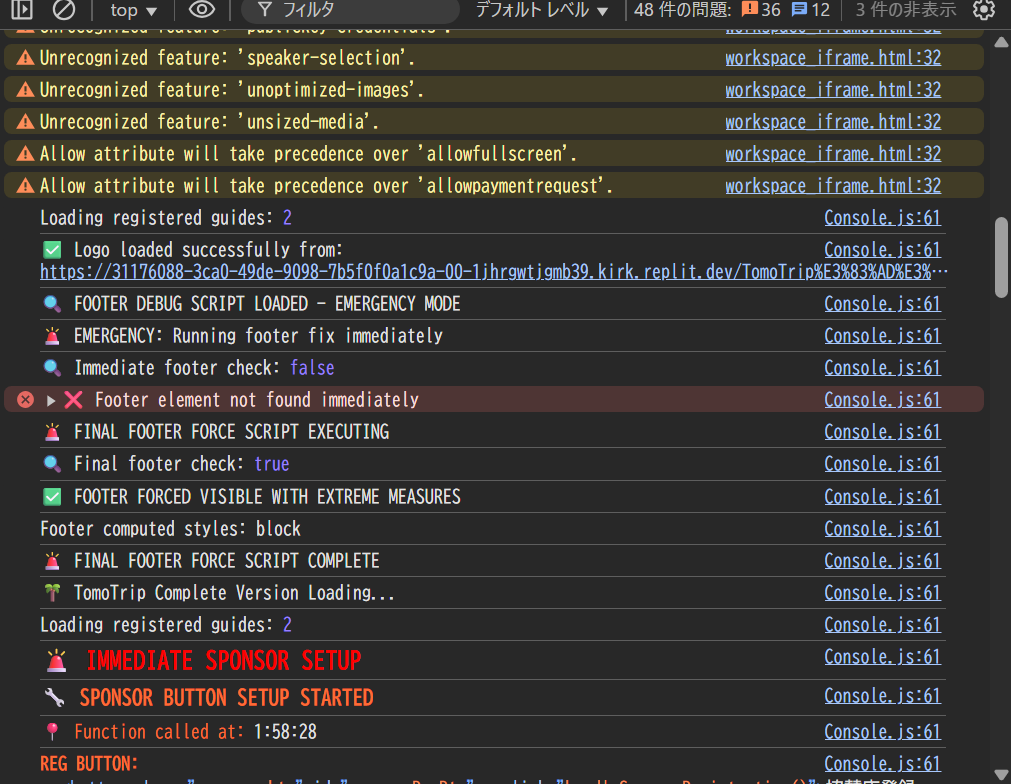 top ▼ フィルタ デフォルト レベル ▼ 48 件の問題: 36 12 3 件の非表示
Unrecognized feature: 'publickey-credentials'. workspace_iframe.html:32
Unrecognized feature: 'speaker-selection'. workspace_iframe.html:32
Unrecognized feature: 'unoptimized-images'. workspace_iframe.html:32
Unrecognized feature: 'unsized-media'. workspace_iframe.html:32
Allow attribute will take precedence over 'allowfullscreen'. workspace_iframe.html:32
Allow attribute will take precedence over 'allowpaymentrequest'. workspace_iframe.html:32
Loading registered guides: 2 Console.js:61
✅ Logo loaded successfully from: Console.js:61
https://31176088-3ca0-49de-9098-7b5f0f0a1c9a-00-1jhrgwtjgmb39.kirk.replit.dev/TomoTrip%E3%83%AD%E3%…
🔍 FOOTER DEBUG SCRIPT LOADED - EMERGENCY MODE Console.js:61
🚨 EMERGENCY: Running footer fix immediately Console.js:61
🔍 Immediate footer check: false Console.js:61
▶ ❌ Footer element not found immediately Console.js:61
🚨 FINAL FOOTER FORCE SCRIPT EXECUTING Console.js:61
🔍 Final footer check: true Console.js:61
✅ FOOTER FORCED VISIBLE WITH EXTREME MEASURES Console.js:61
Footer computed styles: block Console.js:61
🚨 FINAL FOOTER FORCE SCRIPT COMPLETE Console.js:61
🌴 TomoTrip Complete Version Loading... Console.js:61
Loading registered guides: 2 Console.js:61
🚨 IMMEDIATE SPONSOR SETUP Console.js:61
🔧 SPONSOR BUTTON SETUP STARTED Console.js:61
📍 Function called at: 1:58:28 Console.js:61
REG BUTTON: Console.js:61